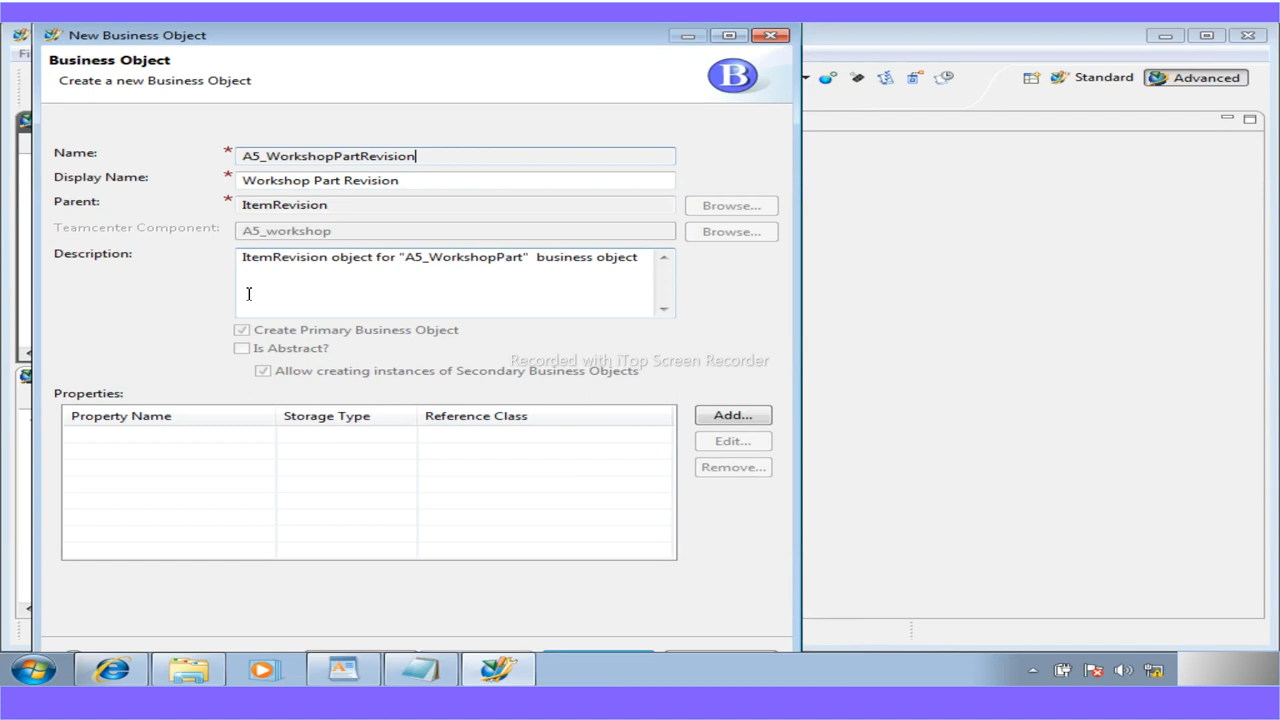 New Business Object
Fi
Business Object
Create a new Business Object
B
Standard
Advanced
Name:
* A5_WorkshopPartRevision
Display Name:
* Workshop Part Revision
Parent:
* ItemRevision
Browse...
Teamcenter Component:
A5_workshop
Browse...
Description:
ItemRevision object for "A5_WorkshopPart" business object
Create Primary Business Object
Is Abstract?
Recorded with iTop Screen Recorder
Allow creating instances of Secondary Business Objects
Properties:
Property Name Storage Type Reference Class
Add...
Edit...
Remove...